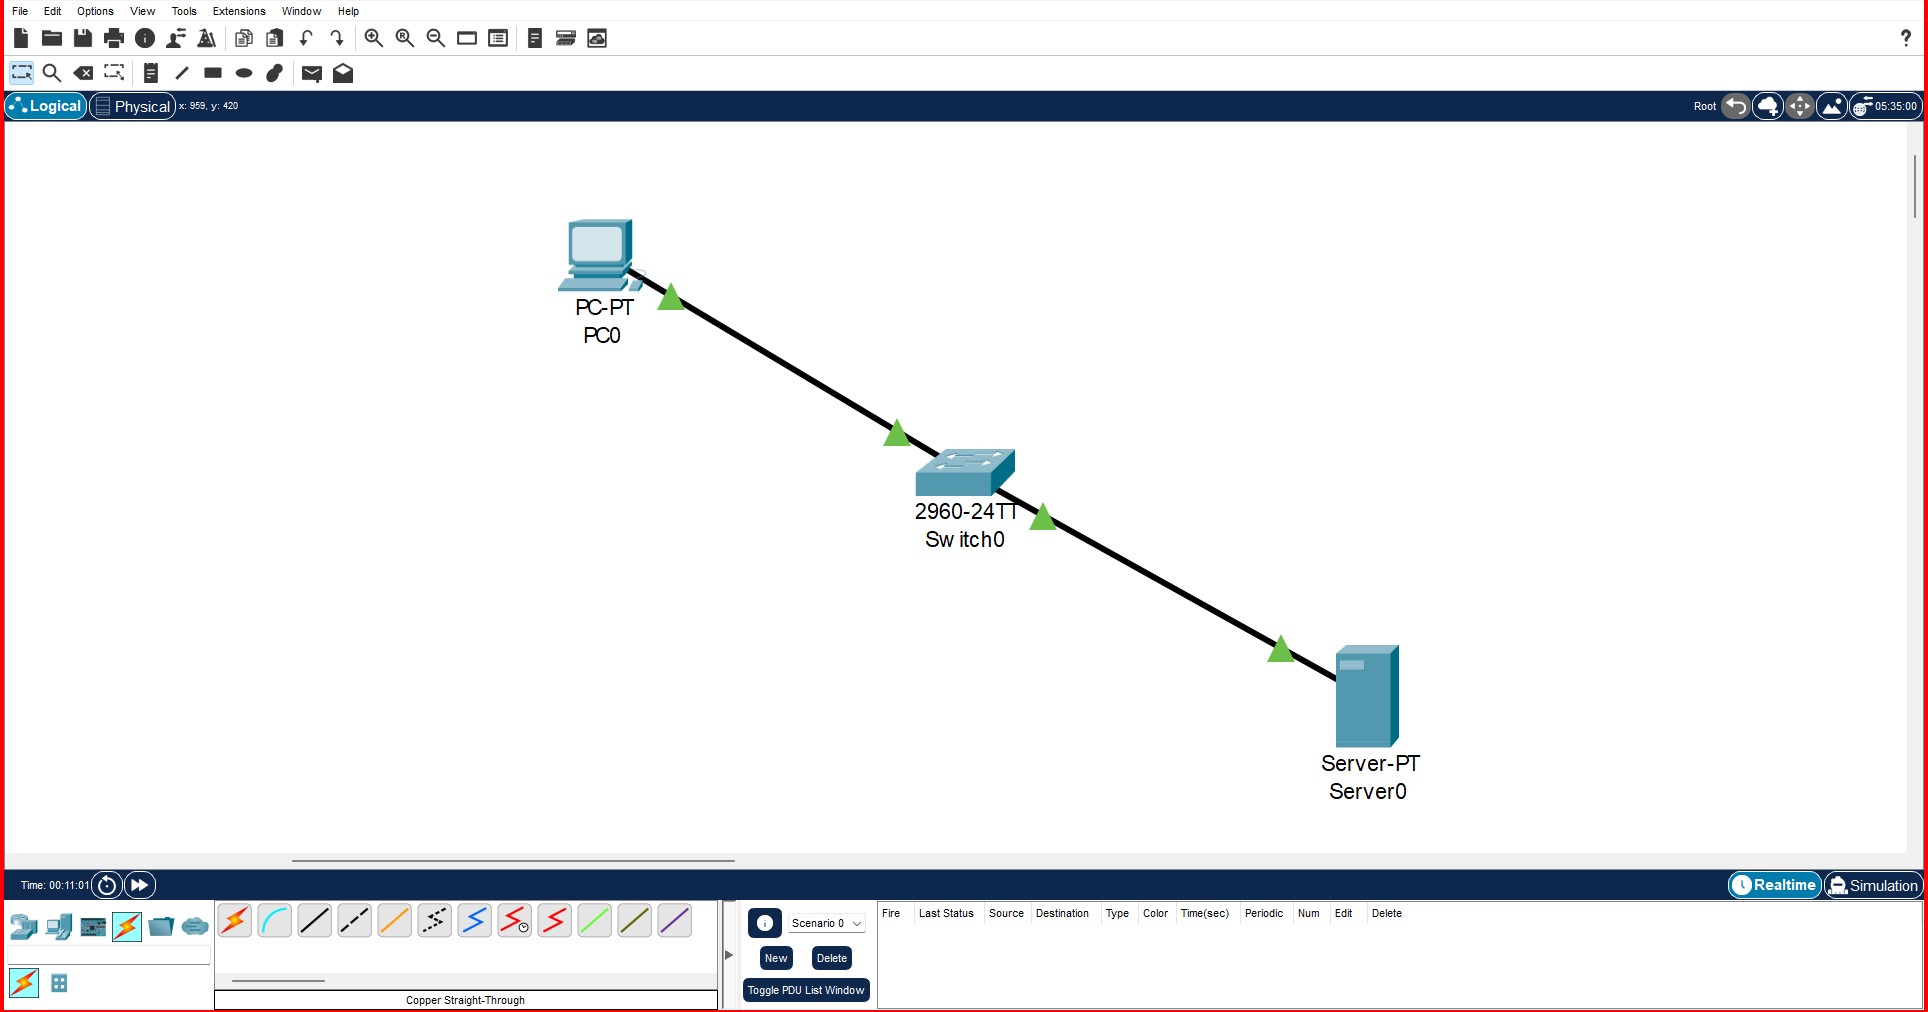 File Edit Options View Tools Extensions Window Help
?
Logical Physical x: 959, y: 420 Root 05:35:00
PC-PT
PC0
2960-24TT
Switch0
Server-PT
Server0
Time: 00:11:01 Realtime Simulation
Scenario 0
New Delete
Toggle PDU List Window
Fire Last Status Source Destination Type Color Time(sec) Periodic Num Edit Delete
Copper Straight-Through